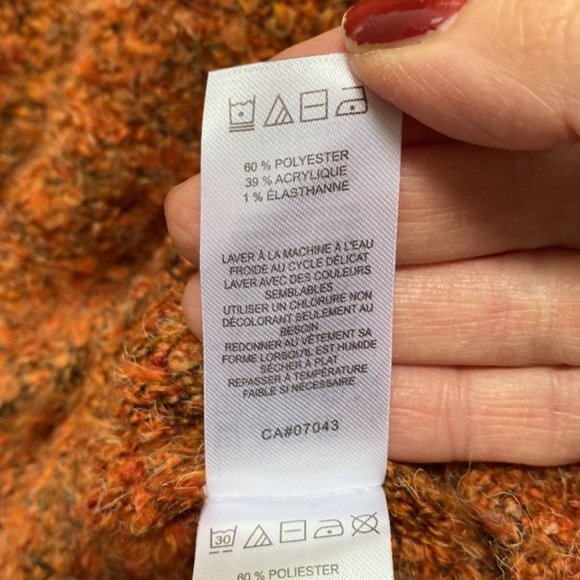 60 % POLYESTER
39 % ACRYLIQUE
1 % ÉLASTHANNE
LAVER À LA MACHINE À L'EAU
FROIDE AU CYCLE DÉLICAT
LAVER AVEC DES COULEURS
SEMBLABLES
UTILISER UN CHLORURE NON
DÉCOLORANT SEULEMENT AU
BESOIN
REDONNER AU VÊTEMENT SA
FORME LORSQU'IL EST HUMIDE
SÉCHER À PLAT
REPASSER À TEMPÉRATURE
FAIBLE SI NÉCESSAIRE
CA#07043
30
60 % POLIESTER